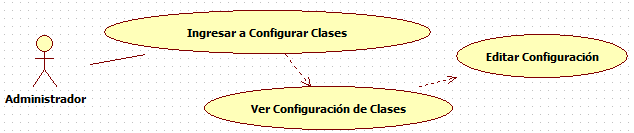 Ingresar a Configurar Clases
Editar Configuración
Administrador
Ver Configuración de Clases